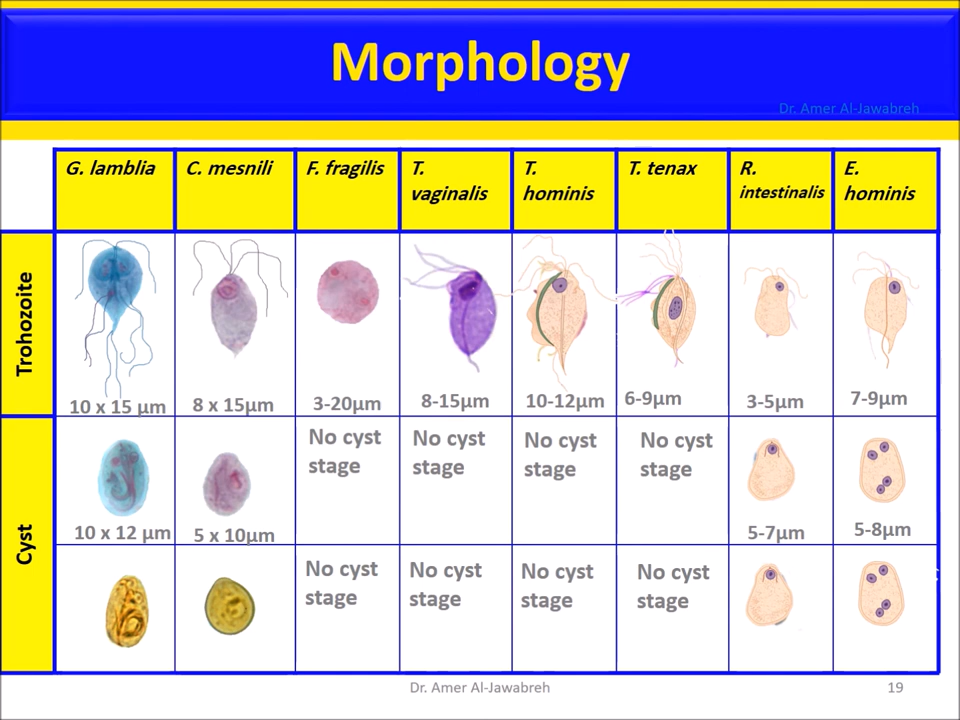 Morphology
Dr. Amer Al-Jawabreh
G. lamblia
C. mesnili
F. fragilis
T.
vaginalis
T.
hominis
T. tenax
R.
intestinalis
E.
hominis
Trohozoite
10 x 15 µm
8 x 15µm
3-20µm
8-15µm
10-12µm
6-9µm
3-5µm
7-9µm
Cyst
10 x 12 µm
5 x 10µm
No cyst
stage
No cyst
stage
No cyst
stage
No cyst
stage
5-7µm
5-8µm
No cyst
stage
No cyst
stage
No cyst
stage
No cyst
stage
Dr. Amer Al-Jawabreh
19